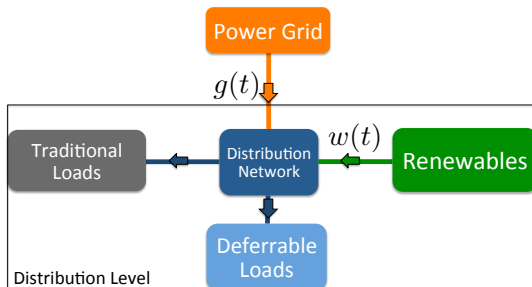 Power Grid
g(t)
Traditional
Loads
Distribution
Network
w(t)
Renewables
Deferrable
Loads
Distribution Level